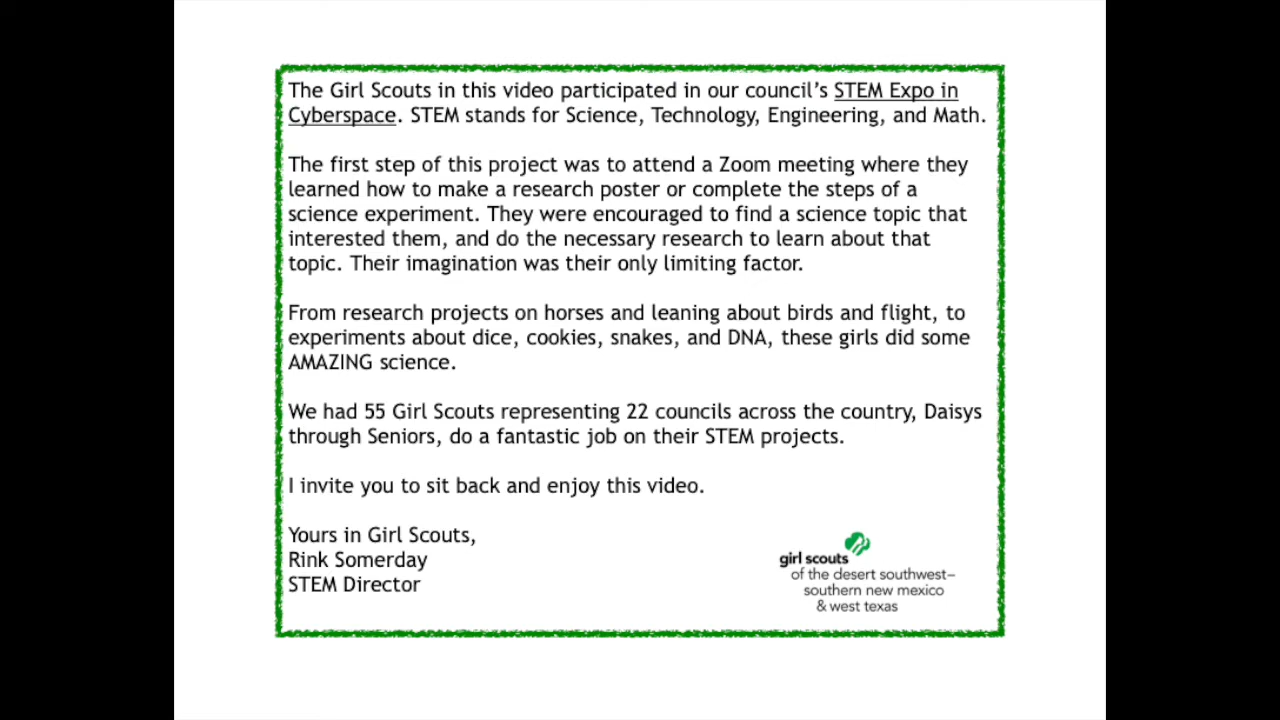 The Girl Scouts in this video participated in our council's STEM Expo in
Cyberspace. STEM stands for Science, Technology, Engineering, and Math.
The first step of this project was to attend a Zoom meeting where they
learned how to make a research poster or complete the steps of a
science experiment. They were encouraged to find a science topic that
interested them, and do the necessary research to learn about that
topic. Their imagination was their only limiting factor.
From research projects on horses and leaning about birds and flight, to
experiments about dice, cookies, snakes, and DNA, these girls did some
AMAZING science.
We had 55 Girl Scouts representing 22 councils across the country, Daisys
through Seniors, do a fantastic job on their STEM projects.
I invite you to sit back and enjoy this video.
Yours in Girl Scouts,
Rink Somerday
STEM Director
girl scouts
of the desert southwest–
southern new mexico
& west texas